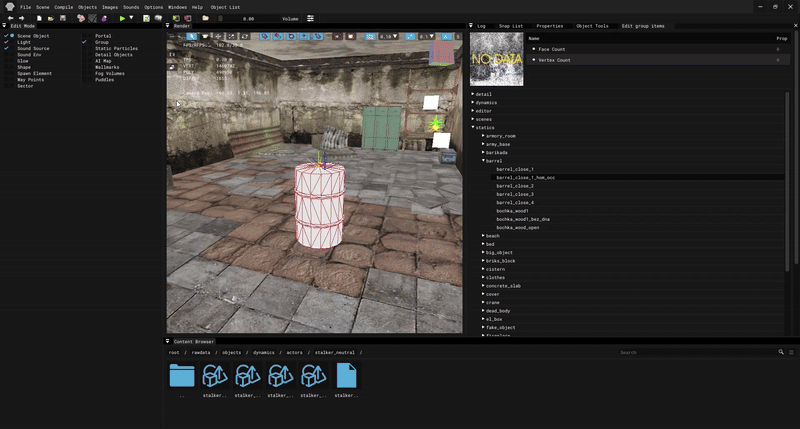 File Scene Compile Objects Images Sounds Options Windows Help Object List
0.00 Volume
Edit Mode
Scene Object
Light
Sound Sourse
Sound Env
Glow
Shape
Spawn Element
Way Points
Sector
Portal
Group
Static Particles
Detail Objects
AI Map
Wallmarks
Fog Volumes
Puddles
Render
Log Snap List Properties Object Tools Edit group items
NO DATA
Name Prop
Face Count 0
Vertex Count 0
detail
dynamics
editor
scenes
statics
armory_room
army_base
barikada
barrel
barrel_close_1
barrel_close_1_hom_occ
barrel_close_2
barrel_close_3
barrel_close_4
bochka_wood1
bochka_wood1_bez_dna
bochka_wood_open
beach
bed
big_object
briks_block
cistern
clothes
concrete_slab
cover
crane
dead_body
el_box
fake_object
Content Browser
root / rawdata / objects / dynamics / actors / stalker_neutral /
Search
.. stalker_.. stalker_.. stalker_.. stalker_.. stalker..